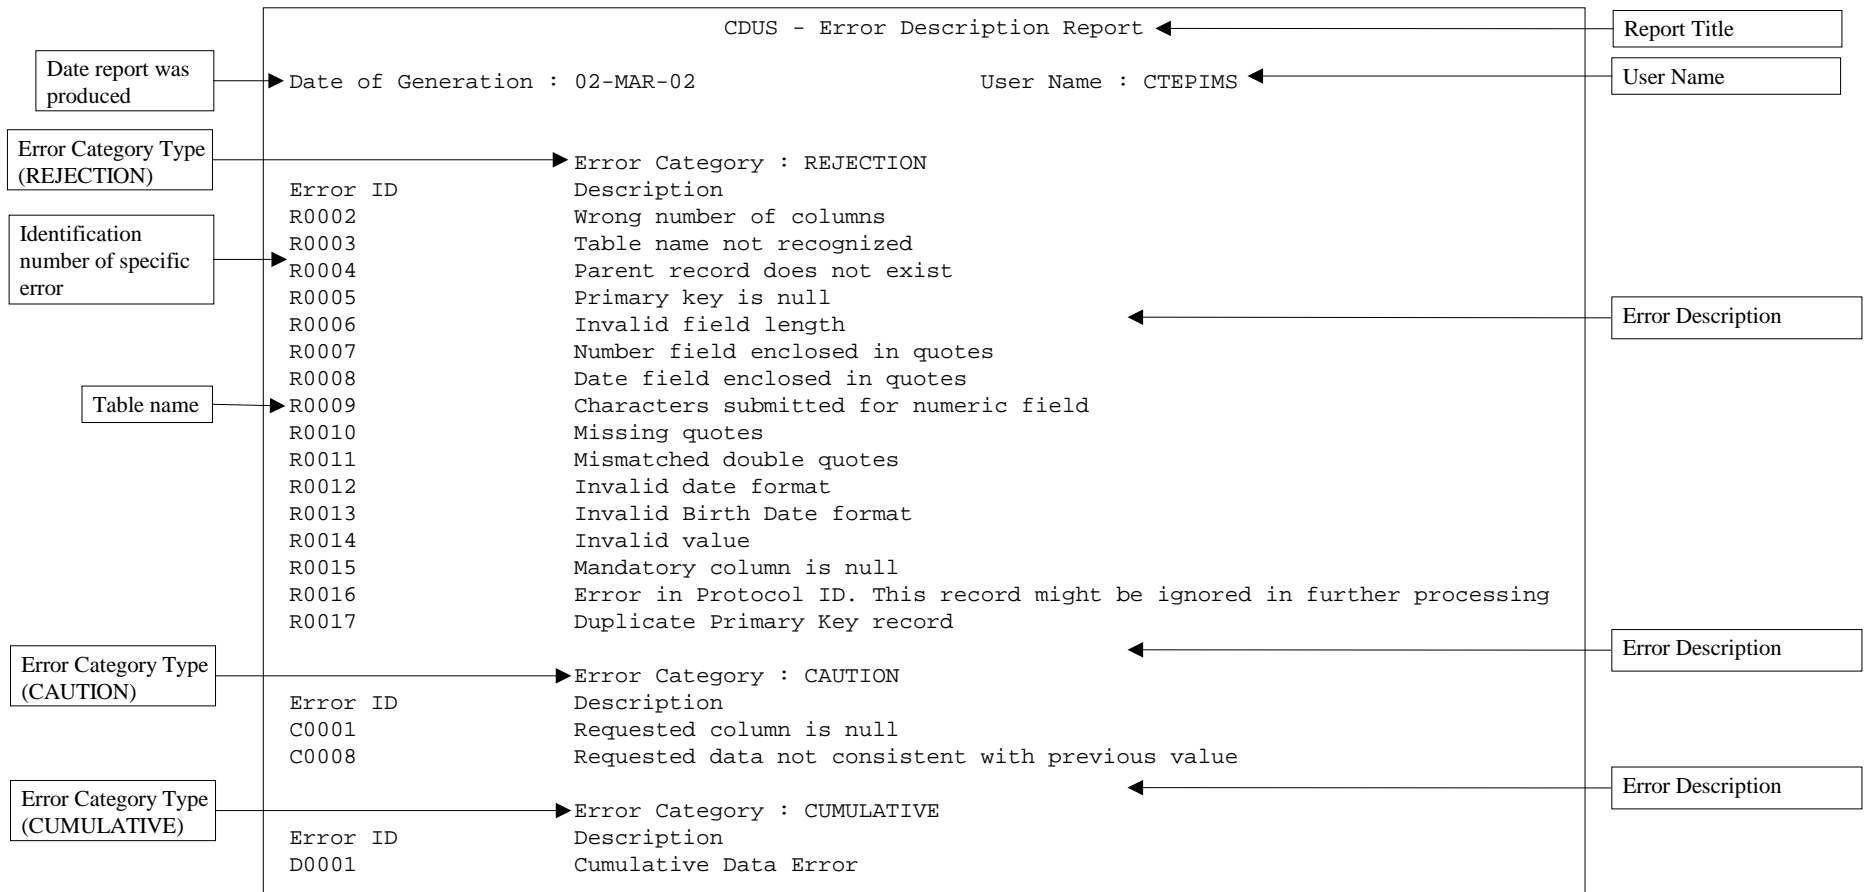 CDUS - Error Description Report
Report Title
Date report was
produced
Date of Generation : 02-MAR-02 User Name : CTEPIMS
User Name
Error Category Type
(REJECTION)
Error Category : REJECTION
Error ID Description
R0002 Wrong number of columns
Identification
number of specific
error
R0003 Table name not recognized
R0004 Parent record does not exist
R0005 Primary key is null
R0006 Invalid field length
Error Description
R0007 Number field enclosed in quotes
R0008 Date field enclosed in quotes
Table name
R0009 Characters submitted for numeric field
R0010 Missing quotes
R0011 Mismatched double quotes
R0012 Invalid date format
R0013 Invalid Birth Date format
R0014 Invalid value
R0015 Mandatory column is null
R0016 Error in Protocol ID. This record might be ignored in further processing
R0017 Duplicate Primary Key record
Error Description
Error Category Type
(CAUTION)
Error Category : CAUTION
Error ID Description
C0001 Requested column is null
C0008 Requested data not consistent with previous value
Error Description
Error Category Type
(CUMULATIVE)
Error Category : CUMULATIVE
Error ID Description
D0001 Cumulative Data Error